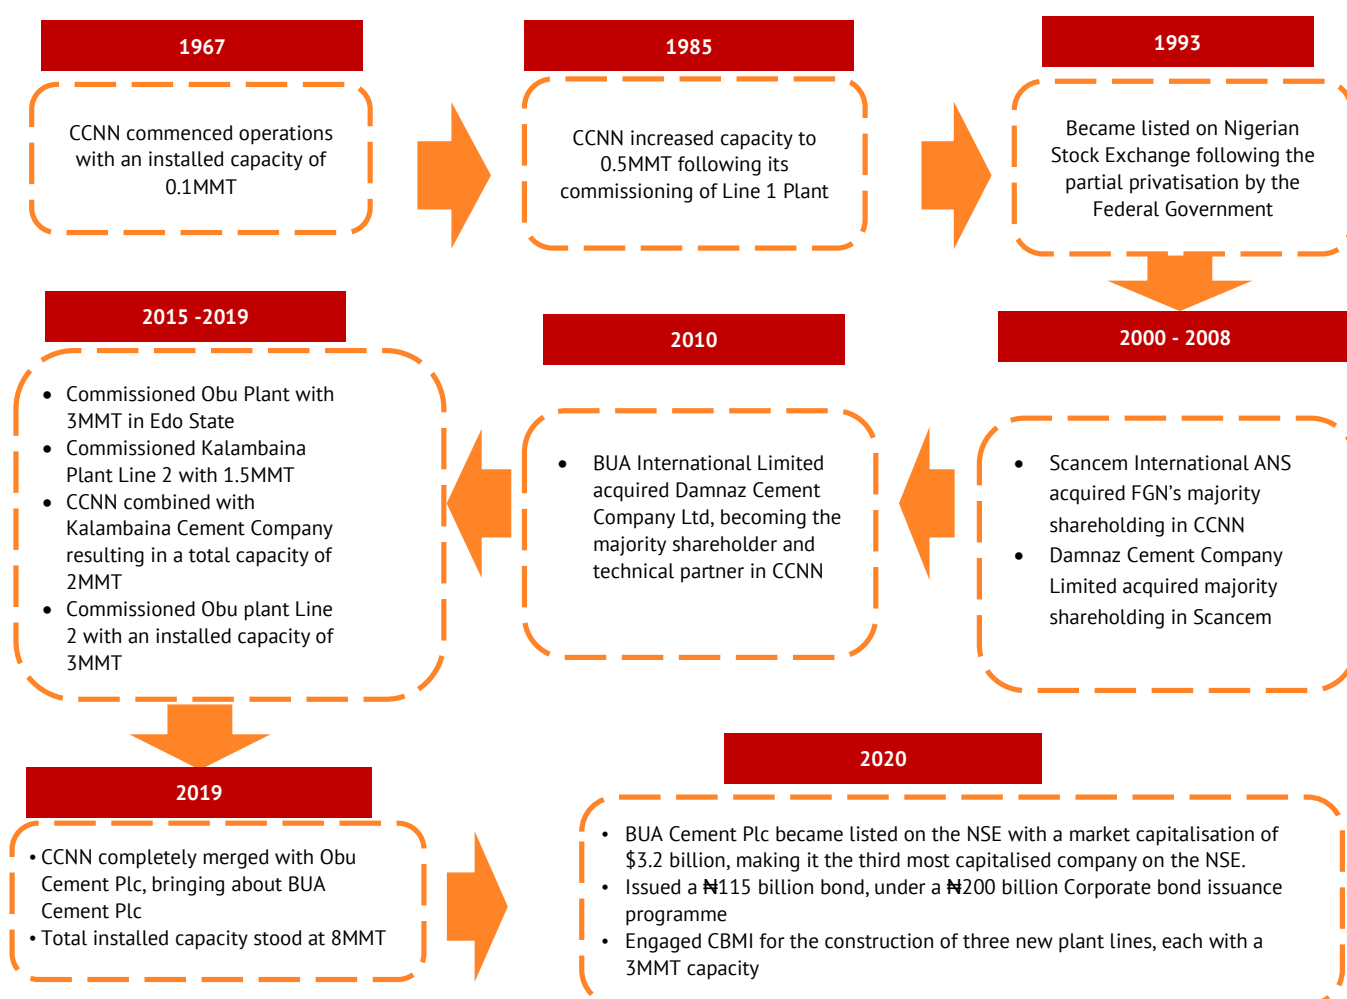 1967
CCNN commenced operations
with an installed capacity of
0.1MMT
1985
CCNN increased capacity to
0.5MMT following its
commissioning of Line 1 Plant
1993
Became listed on Nigerian
Stock Exchange following the
partial privatisation by the
Federal Government
2000 - 2008
• Scancem International ANS
acquired FGN’s majority
shareholding in CCNN
• Damnaz Cement Company
Limited acquired majority
shareholding in Scancem
2010
• BUA International Limited
acquired Damnaz Cement
Company Ltd, becoming the
majority shareholder and
technical partner in CCNN
2015 -2019
• Commissioned Obu Plant with
3MMT in Edo State
• Commissioned Kalambaina
Plant Line 2 with 1.5MMT
• CCNN combined with
Kalambaina Cement Company
resulting in a total capacity of
2MMT
• Commissioned Obu plant Line
2 with an installed capacity of
3MMT
2019
• CCNN completely merged with Obu
Cement Plc, bringing about BUA
Cement Plc
• Total installed capacity stood at 8MMT
2020
• BUA Cement Plc became listed on the NSE with a market capitalisation of
$3.2 billion, making it the third most capitalised company on the NSE.
• Issued a ₦115 billion bond, under a ₦200 billion Corporate bond issuance
programme
• Engaged CBMI for the construction of three new plant lines, each with a
3MMT capacity